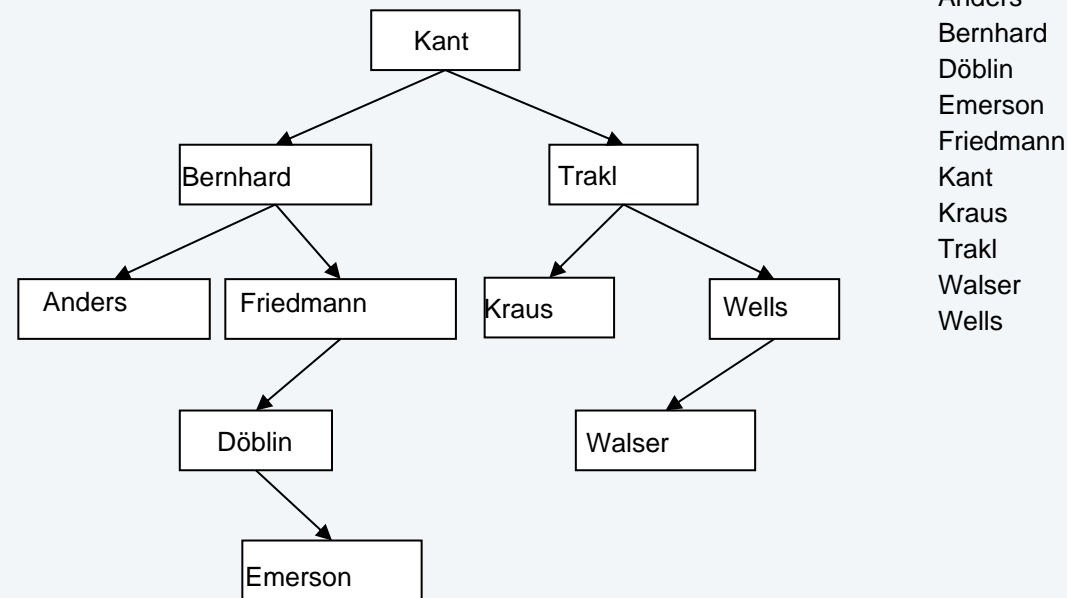 Kant
Bernhard
Trakl
Anders
Friedmann
Kraus
Wells
Döblin
Walser
Emerson
Anders
Bernhard
Döblin
Emerson
Friedmann
Kant
Kraus
Trakl
Walser
Wells